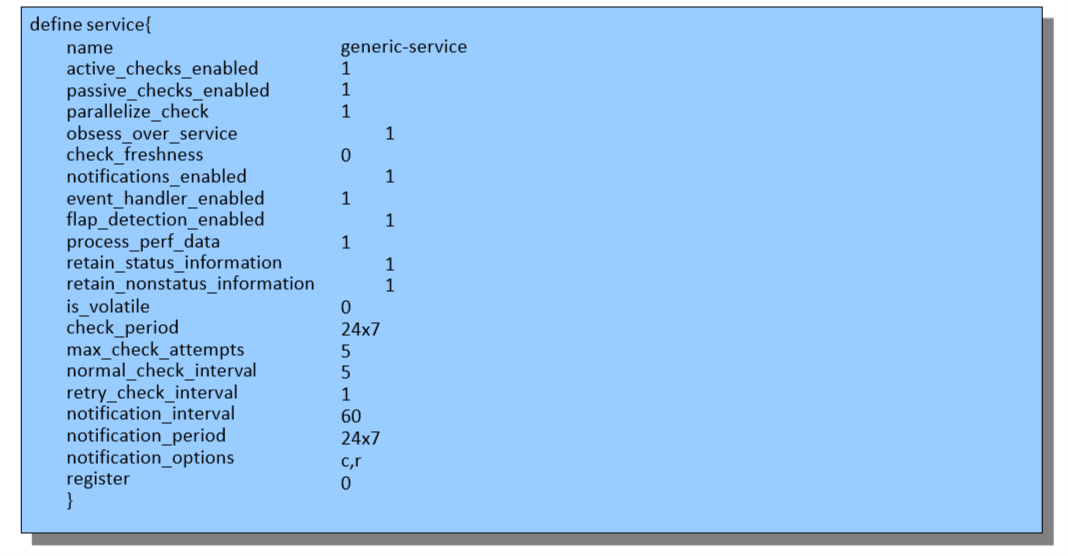 define service{
name generic-service
active_checks_enabled 1
passive_checks_enabled 1
parallelize_check 1
obsess_over_service 1
check_freshness 0
notifications_enabled 1
event_handler_enabled 1
flap_detection_enabled 1
process_perf_data 1
retain_status_information 1
retain_nonstatus_information 1
is_volatile 0
check_period 24x7
max_check_attempts 5
normal_check_interval 5
retry_check_interval 1
notification_interval 60
notification_period 24x7
notification_options c,r
register 0
}